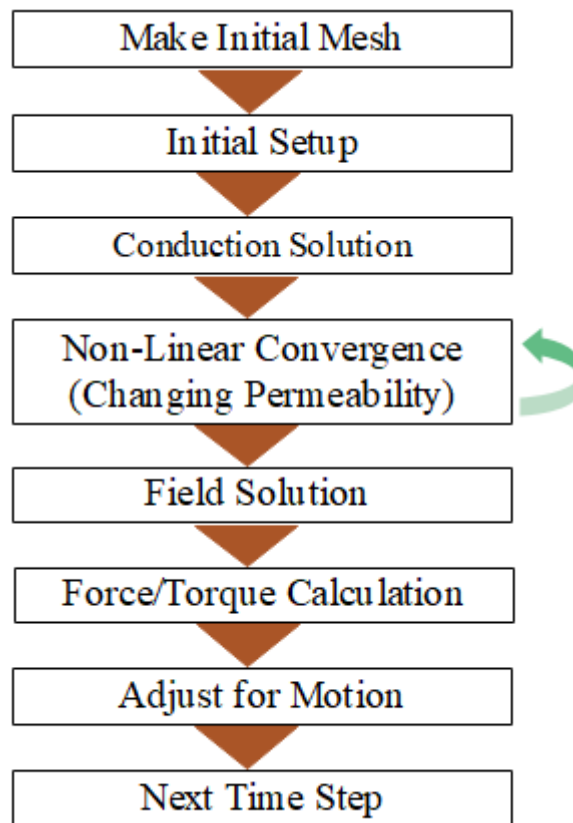 Make Initial Mesh
Initial Setup
Conduction Solution
Non-Linear Convergence
(Changing Permeability)
Field Solution
Force/Torque Calculation
Adjust for Motion
Next Time Step